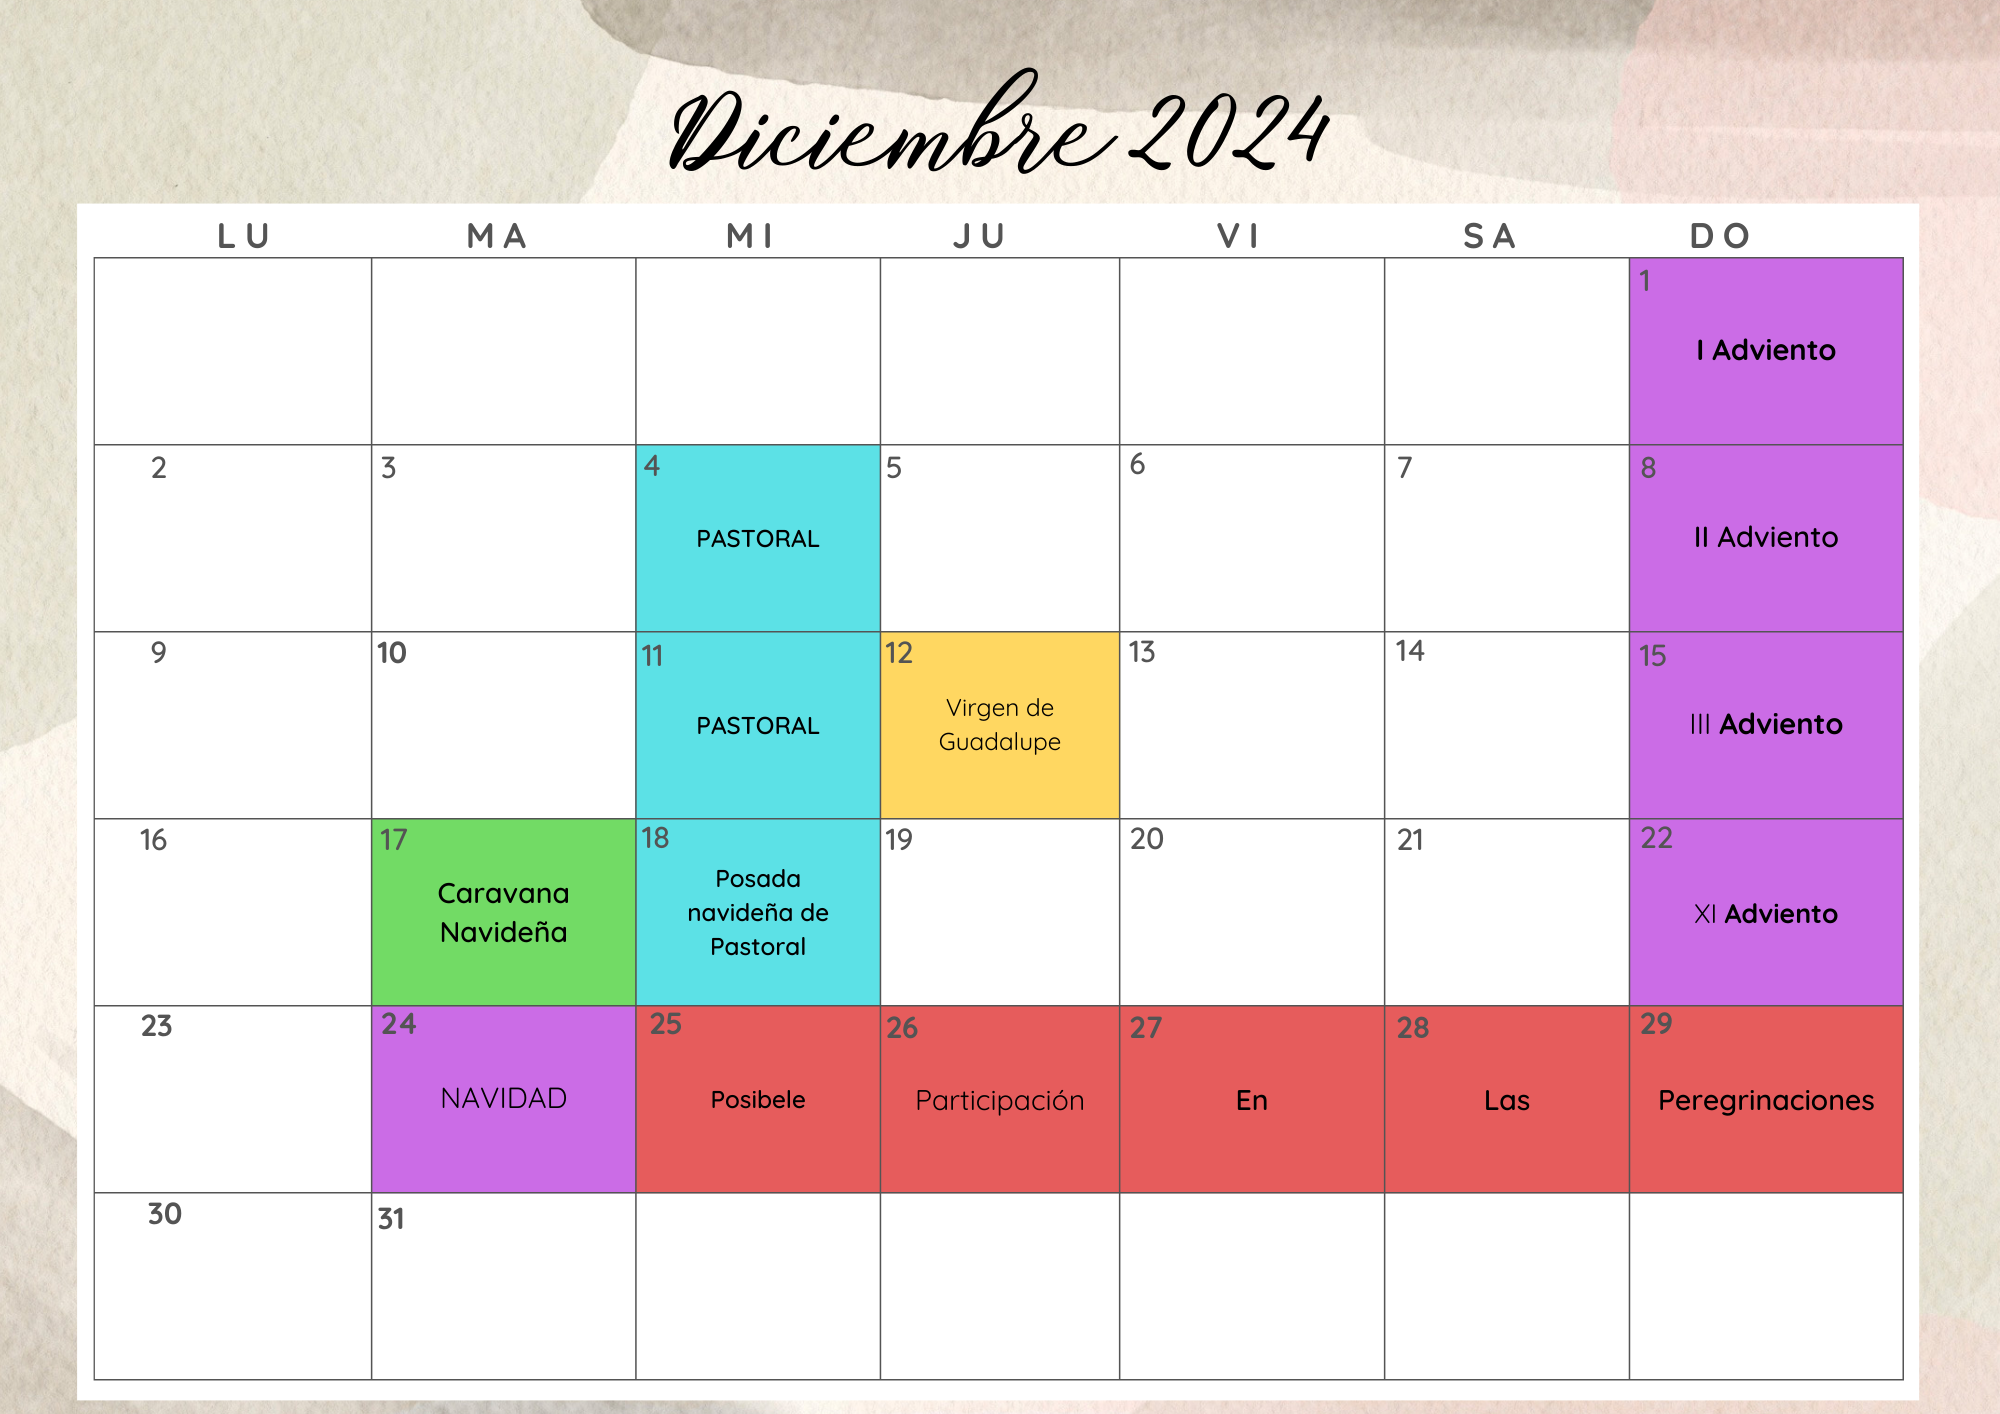 Diciembre 2024
LU MA MI JU VI SA DO
1
I Adviento
2 3 4 5 6 7 8
PASTORAL II Adviento
9 10 11 12 13 14 15
PASTORAL
Virgen de
Guadalupe
III Adviento
16 17 18 19 20 21 22
Caravana
Navideña
Posada
navideña de
Pastoral
XI Adviento
23 24 25 26 27 28 29
NAVIDAD Posibele Participación En Las Peregrinaciones
30 31